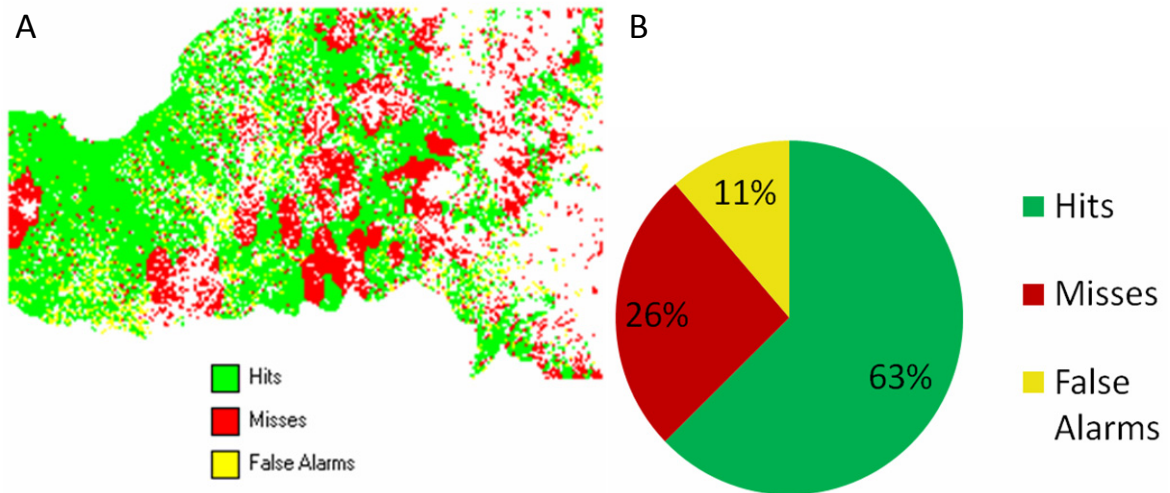 A
Hits
Misses
False Alarms
B
11%
26%
63%
Hits
Misses
False
Alarms